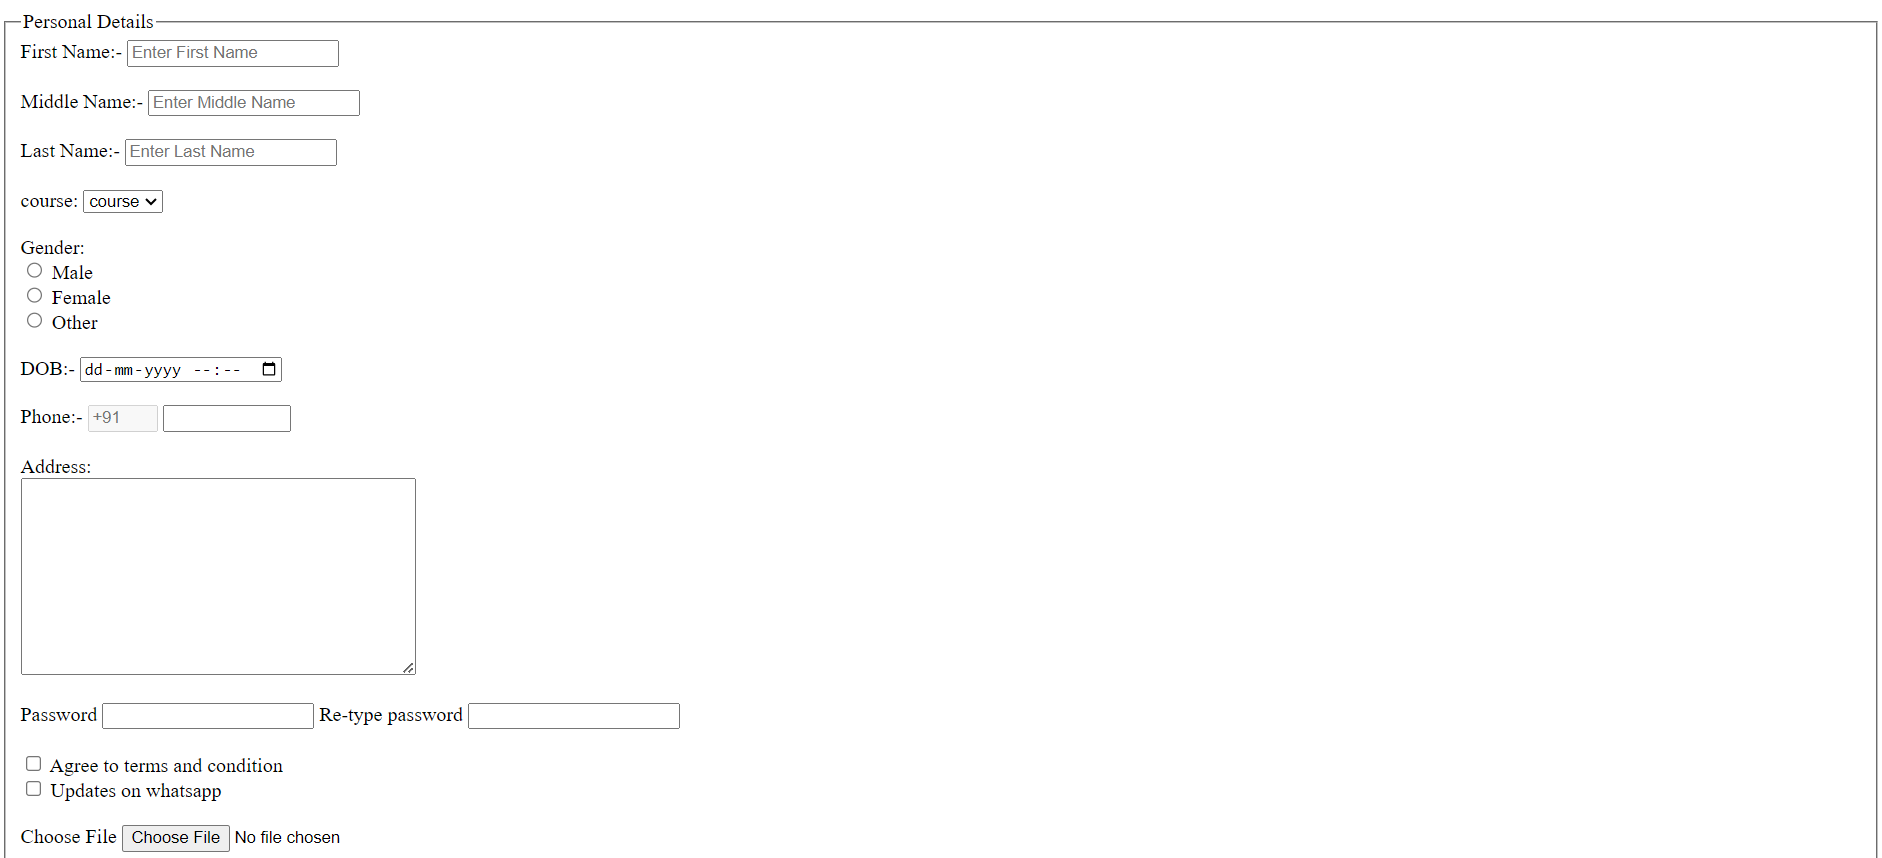 Personal Details
First Name:- Enter First Name
Middle Name:- Enter Middle Name
Last Name:- Enter Last Name
course: course
Gender:
Male
Female
Other
DOB:- dd-mm-yyyy --:--
Phone:- +91
Address:
Password Re-type password
Agree to terms and condition
Updates on whatsapp
Choose File Choose File No file chosen